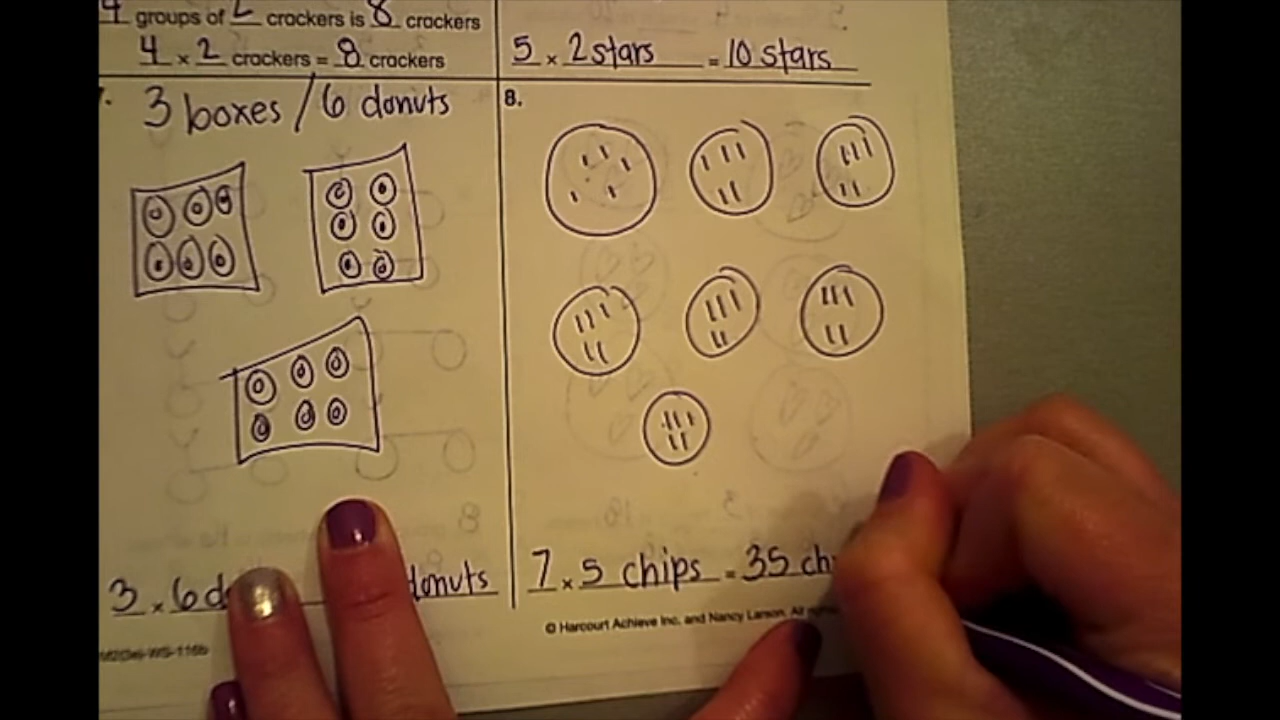 4 groups of 2 crackers is 8 crackers
4 × 2 crackers = 8 crackers
5 × 2 stars = 10 stars
3 boxes / 6 donuts
8.
3 × 6 d donuts
7 × 5 chips = 35 ch
© Harcourt Achieve Inc. and Nancy Larson. All